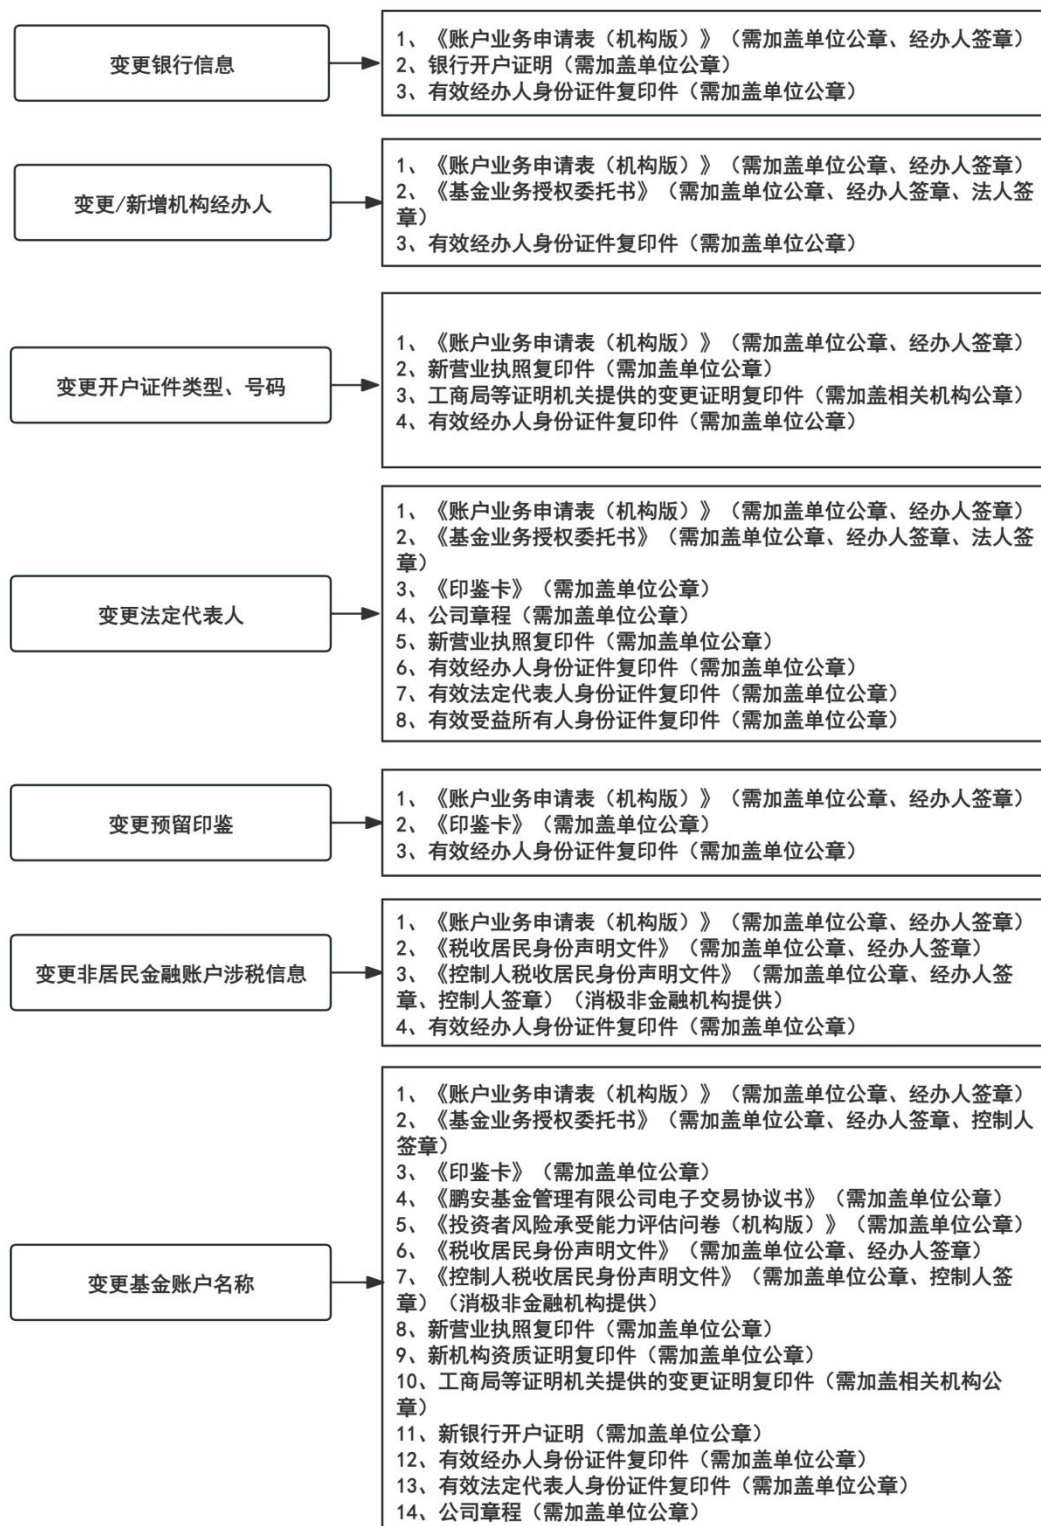 变更银行信息
1、《账户业务申请表（机构版）》（需加盖单位公章、经办人签章）
2、银行开户证明（需加盖单位公章）
3、有效经办人身份证件复印件（需加盖单位公章）
变更/新增机构经办人
1、《账户业务申请表（机构版）》（需加盖单位公章、经办人签章）
2、《基金业务授权委托书》（需加盖单位公章、经办人签章、法人签
章）
3、有效经办人身份证件复印件（需加盖单位公章）
变更开户证件类型、号码
1、《账户业务申请表（机构版）》（需加盖单位公章、经办人签章）
2、新营业执照复印件（需加盖单位公章）
3、工商局等证明机关提供的变更证明复印件（需加盖相关机构公章）
4、有效经办人身份证件复印件（需加盖单位公章）
变更法定代表人
1、《账户业务申请表（机构版）》（需加盖单位公章、经办人签章）
2、《基金业务授权委托书》（需加盖单位公章、经办人签章、法人签
章）
3、《印鉴卡》（需加盖单位公章）
4、公司章程（需加盖单位公章）
5、新营业执照复印件（需加盖单位公章）
6、有效经办人身份证件复印件（需加盖单位公章）
7、有效法定代表人身份证件复印件（需加盖单位公章）
8、有效受益所有人身份证件复印件（需加盖单位公章）
变更预留印鉴
1、《账户业务申请表（机构版）》（需加盖单位公章、经办人签章）
2、《印鉴卡》（需加盖单位公章）
3、有效经办人身份证件复印件（需加盖单位公章）
变更非居民金融账户涉税信息
1、《账户业务申请表（机构版）》（需加盖单位公章、经办人签章）
2、《税收居民身份声明文件》（需加盖单位公章、经办人签章）
3、《控制人税收居民身份声明文件》（需加盖单位公章、经办人签
章、控制人签章）（消极非金融机构提供）
4、有效经办人身份证件复印件（需加盖单位公章）
变更基金账户名称
1、《账户业务申请表（机构版）》（需加盖单位公章、经办人签章）
2、《基金业务授权委托书》（需加盖单位公章、经办人签章、控制人
签章）
3、《印鉴卡》（需加盖单位公章）
4、《鹏安基金管理有限公司电子交易协议书》（需加盖单位公章）
5、《投资者风险承受能力评估问卷（机构版）》（需加盖单位公章）
6、《税收居民身份声明文件》（需加盖单位公章、经办人签章）
7、《控制人税收居民身份声明文件》（需加盖单位公章、控制人签
章）（消极非金融机构提供）
8、新营业执照复印件（需加盖单位公章）
9、新机构资质证明复印件（需加盖单位公章）
10、工商局等证明机关提供的变更证明复印件（需加盖相关机构公
章）
11、新银行开户证明（需加盖单位公章）
12、有效经办人身份证件复印件（需加盖单位公章）
13、有效法定代表人身份证件复印件（需加盖单位公章）
14、公司章程（需加盖单位公章）